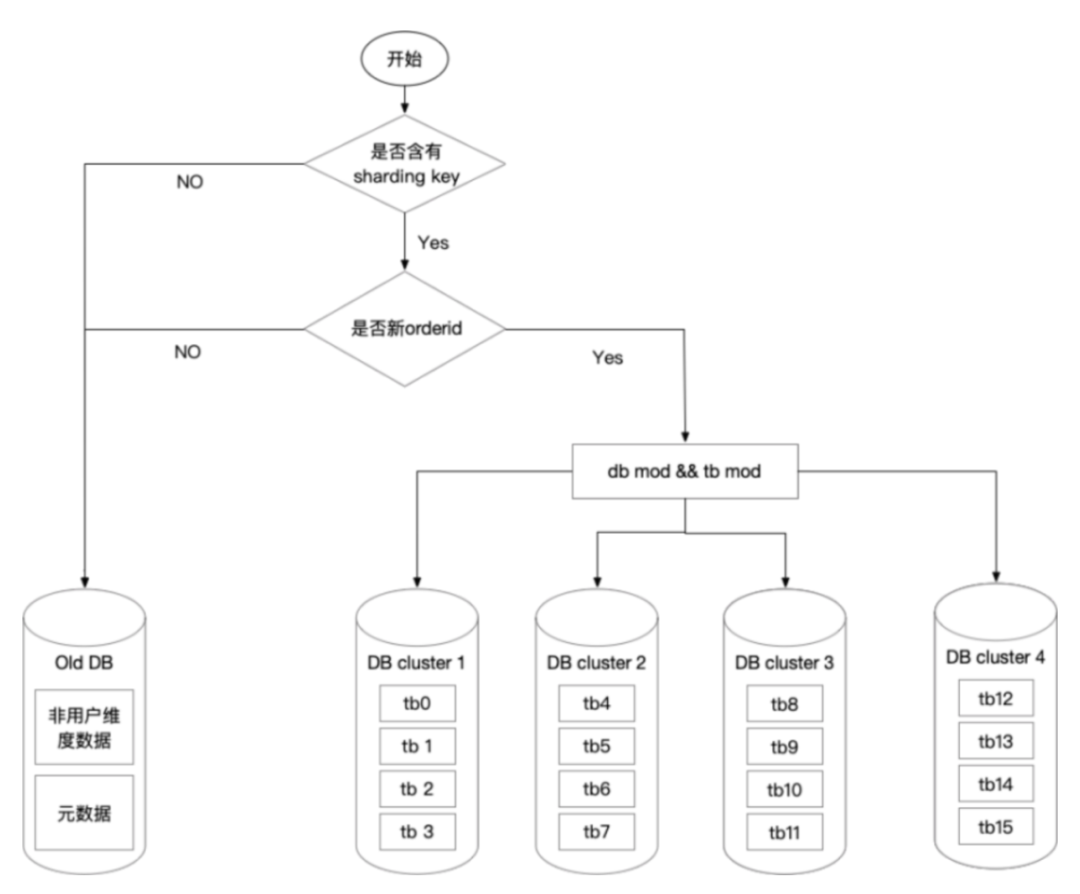 开始
是否含有
sharding key
NO
Yes
是否新orderid
NO
Yes
db mod && tb mod
Old DB
非用户维
度数据
元数据
DB cluster 1
tb0
tb 1
tb 2
tb 3
DB cluster 2
tb4
tb5
tb6
tb7
DB cluster 3
tb8
tb9
tb10
tb11
DB cluster 4
tb12
tb13
tb14
tb15